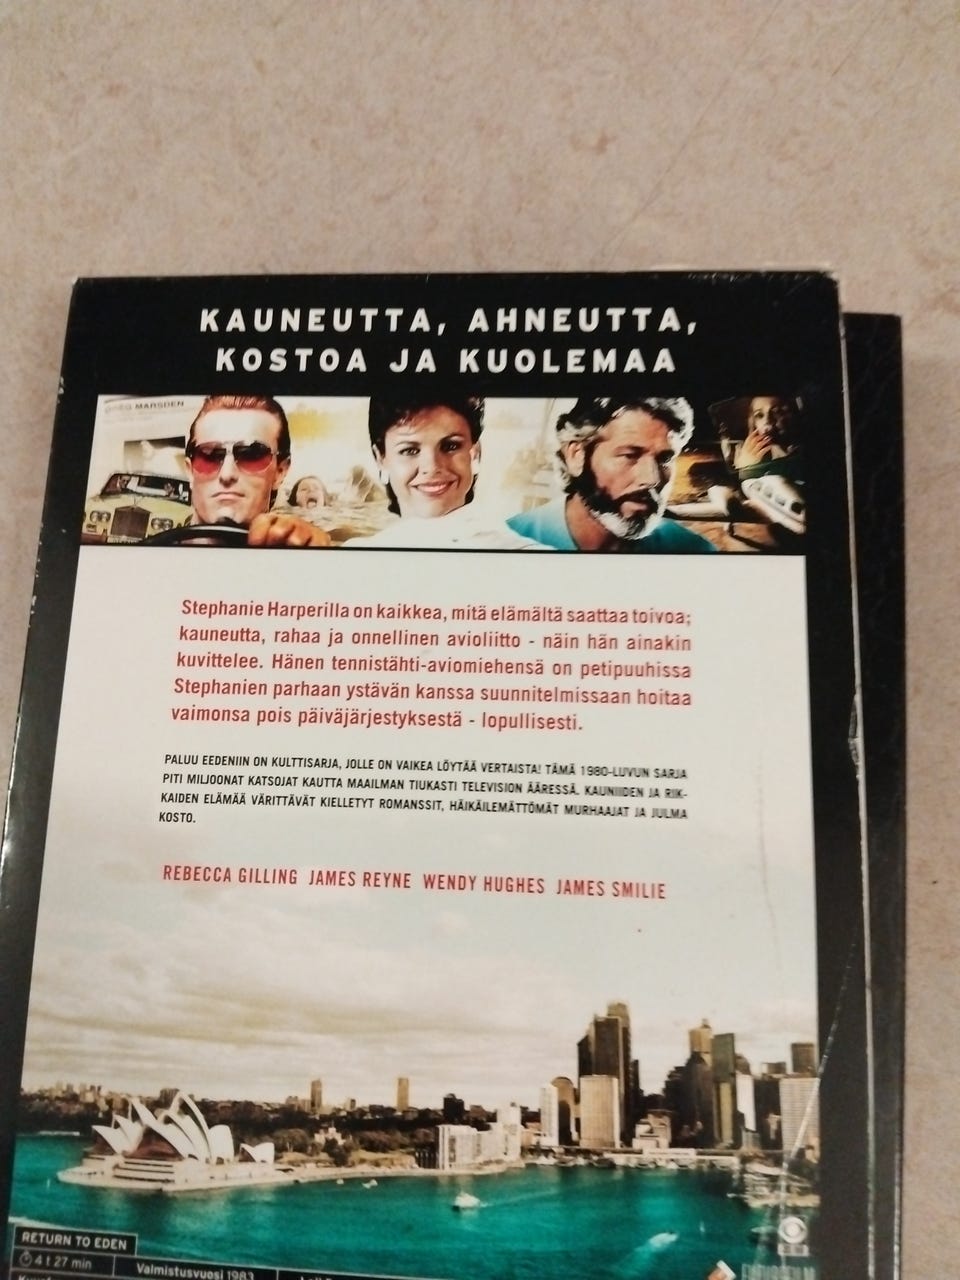 KAUNEUTTA, AHNEUTTA,
KOSTOA JA KUOLEMAA
GREG MARSDEN
Stephanie Harperilla on kaikkea, mitä elämältä saattaa toivoa;
kauneutta, rahaa ja onnellinen avioliitto - näin hän ainakin
kuvittelee. Hänen tennistähti-aviomiehensä on petipuuhissa
Stephanien parhaan ystävän kanssa suunnitelmissaan hoitaa
vaimonsa pois päiväjärjestyksestä - lopullisesti.
PALUU EEDENIIN ON KULTTISARJA, JOLLE ON VAIKEA LÖYTÄÄ VERTAISTA! TÄMÄ 1980-LUVUN SARJA
PITI MILJOONAT KATSOJAT KAUTTA MAAILMAN TIUKASTI TELEVISION ÄÄRESSÄ. KAUNIIDEN JA RIK-
KAIDEN ELÄMÄÄ VÄRITTÄVÄT KIELLETYT ROMANSSIT, HÄIKÄILEMÄTTÖMÄT MURHAAJAT JA JULMA
KOSTO.
REBECCA GILLING JAMES REYNE WENDY HUGHES JAMES SMILIE
RETURN TO EDEN
4 t 27 min
Valmistusvuosi 1983